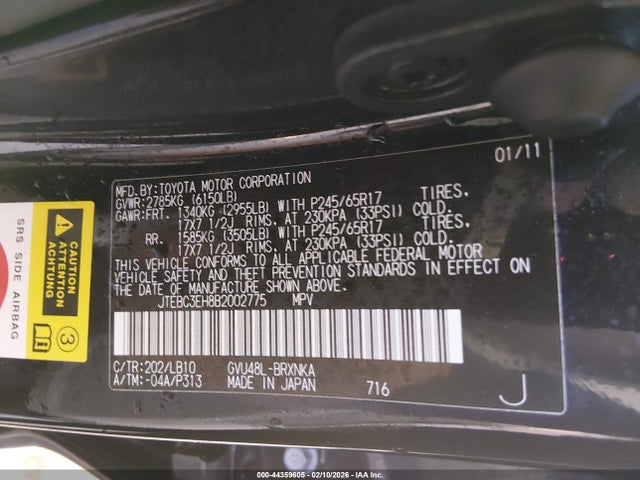 01/11
MFD. BY: TOYOTA MOTOR CORPORATION
GVWR: 2785KG (6150LB)
GAWR: FRT. 1340KG (2955LB) WITH P245/65R17 TIRES.
17X7 1/2J RIMS. AT 230KPA (33PSI) COLD.
RR. 1585KG (3505LB) WITH P245/65R17 TIRES.
17X7 1/2J RIMS. AT 230KPA (33PSI) COLD.
THIS VEHICLE CONFORMS TO ALL APPLICABLE FEDERAL MOTOR
VEHICLE SAFETY AND THEFT PREVENTION STANDARDS IN EFFECT ON
THE DATE OF MANUFACTURE SHOWN ABOVE.
JTEBC3EH8B2002775 MPV
C/TR: 202/LB10 GVU48L-BRXNKA
A/TM: -04A/P313 MADE IN JAPAN 716 J
SRS SIDE AIRBAG
CAUTION
ATTENTION
ACHTUNG
3
00-44359605 - 02/10/2026 - Copyright IAA, LLC